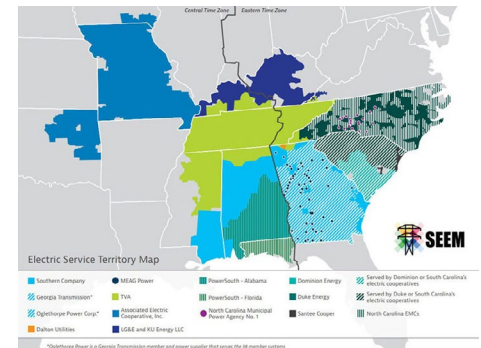 Central Time Zone Eastern Time Zone
SEEM
Electric Service Territory Map
Southern Company
Georgia Transmission*
Oglethorpe Power Corp.*
Dalton Utilities
MEAG Power
TVA
Associated Electric
Cooperative, Inc.
LG&E and KU Energy LLC
PowerSouth - Alabama
PowerSouth - Florida
North Carolina Municipal
Power Agency No. 1
Dominion Energy
Duke Energy
Santee Cooper
Served by Dominion or South Carolina's
electric cooperatives
Served by Duke or South Carolina's
electric cooperatives
North Carolina EMCs
*Oglethorpe Power is a Georgia Transmission member and power supplier that serves the 38 member systems